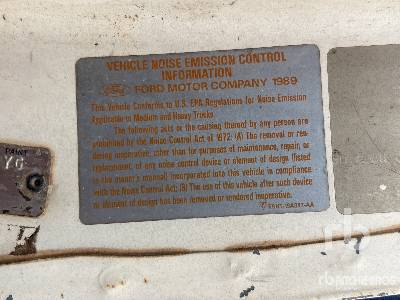 VEHICLE NOISE EMISSION CONTROL
INFORMATION
Ford FORD MOTOR COMPANY 1989
This Vehicle Conforms to U.S. EPA Regulations for Noise Emission
Applicable to Medium and Heavy Trucks.
The following acts or the causing thereof by any person are
prohibited by the Noise Control Act of 1972: (A) The removal or ren-
dering inoperative, other than for purposes of maintenance, repair, or
replacement, of any noise control device or element of design (listed
in the owner's manual) incorporated into this vehicle in compliance
with the Noise Control Act; (B) The use of this vehicle after such device
or element of design has been removed or rendered inoperative.
PAINT
YO
rb
RitchieBros